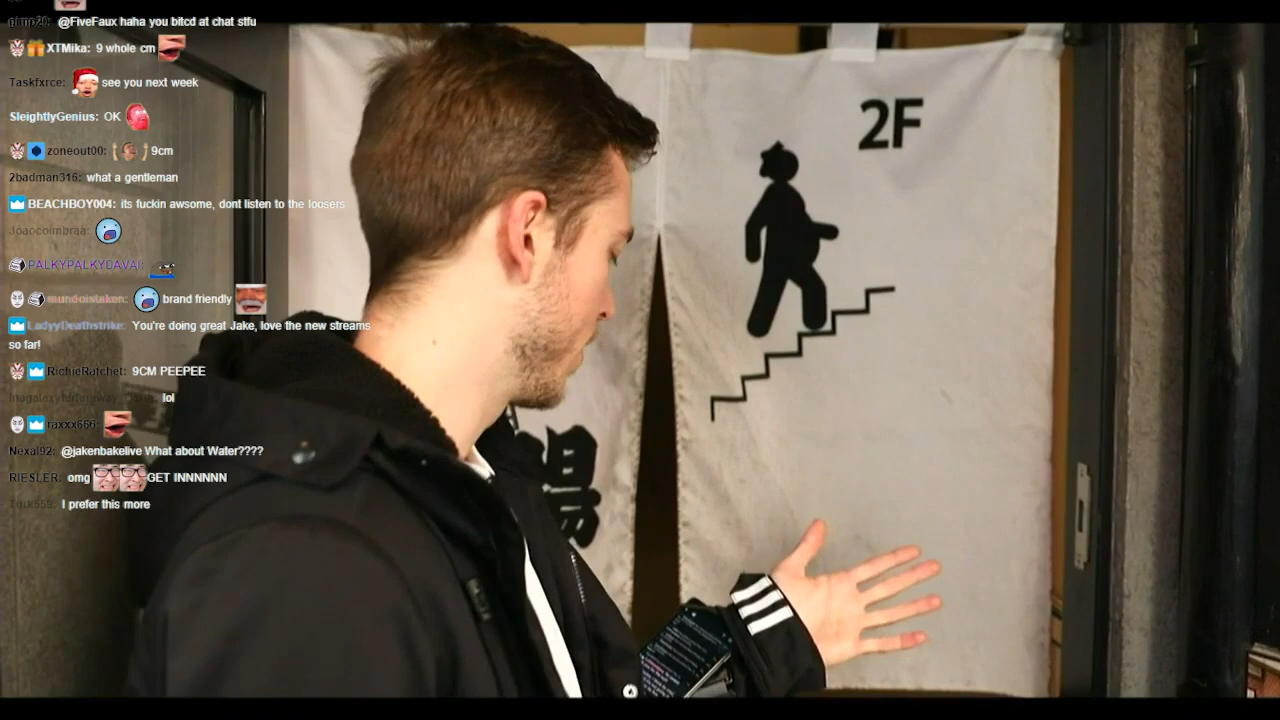 @FiveFaux haha you bitcd at chat stfu
XTMika: 9 whole cm
Taskfxrce: see you next week
SleightlyGenius: OK
zoneout00: 9cm
2badman316: what a gentleman
BEACHBOY004: its fuckin awsome, dont listen to the loosers
Joaocoimbraa:
PALKYPALKYDAVAI:
mundoistaken: brand friendly
LadyyDeathstrike: You're doing great Jake, love the new streams
so far!
RichieRatchet: 9CM PEEPEE
lol
raxxx666:
Nexal92: @jakenbakelive What about Water????
RIESLER: omg GET INNNNNN
I prefer this more
2F
湯